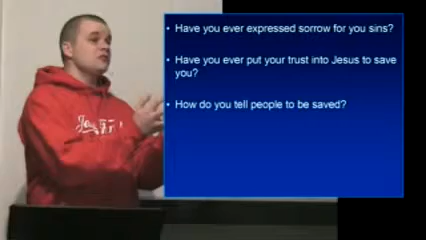 • Have you ever expressed sorrow for you sins?
• Have you ever put your trust into Jesus to save
you?
• How do you tell people to be saved?